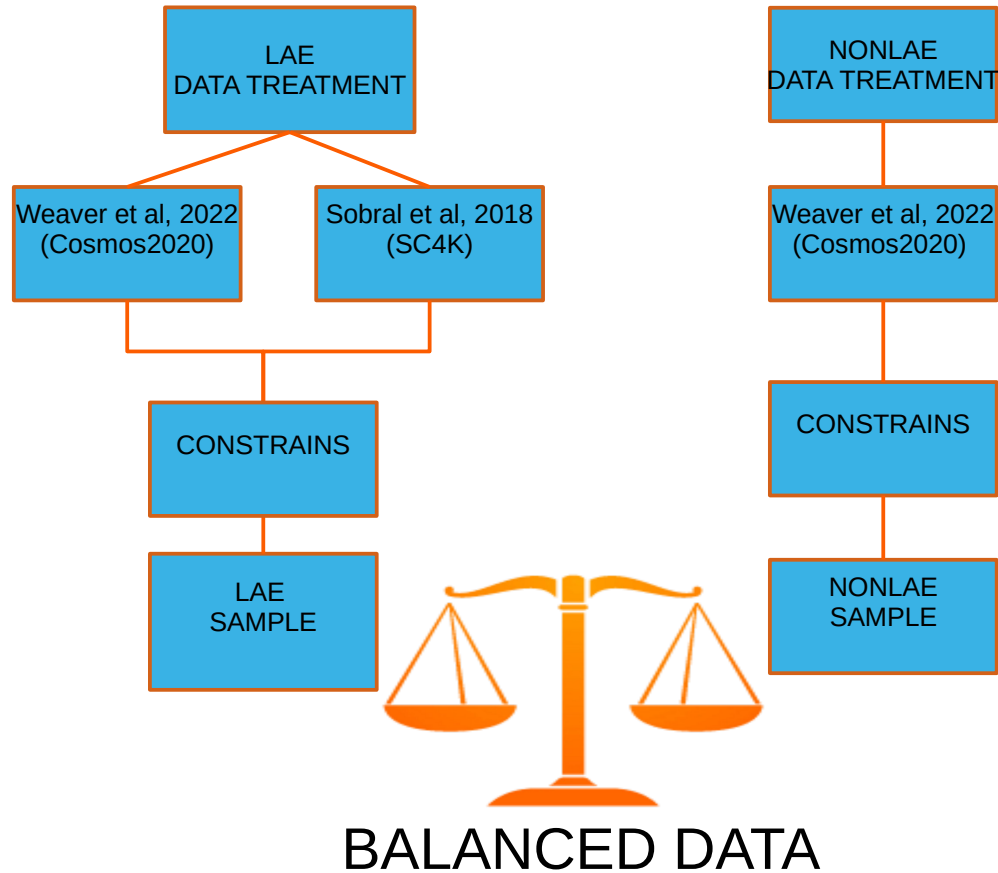 LAE
DATA TREATMENT
Weaver et al, 2022
(Cosmos2020)
Sobral et al, 2018
(SC4K)
CONSTRAINS
LAE
SAMPLE
NONLAE
DATA TREATMENT
Weaver et al, 2022
(Cosmos2020)
CONSTRAINS
NONLAE
SAMPLE
BALANCED DATA